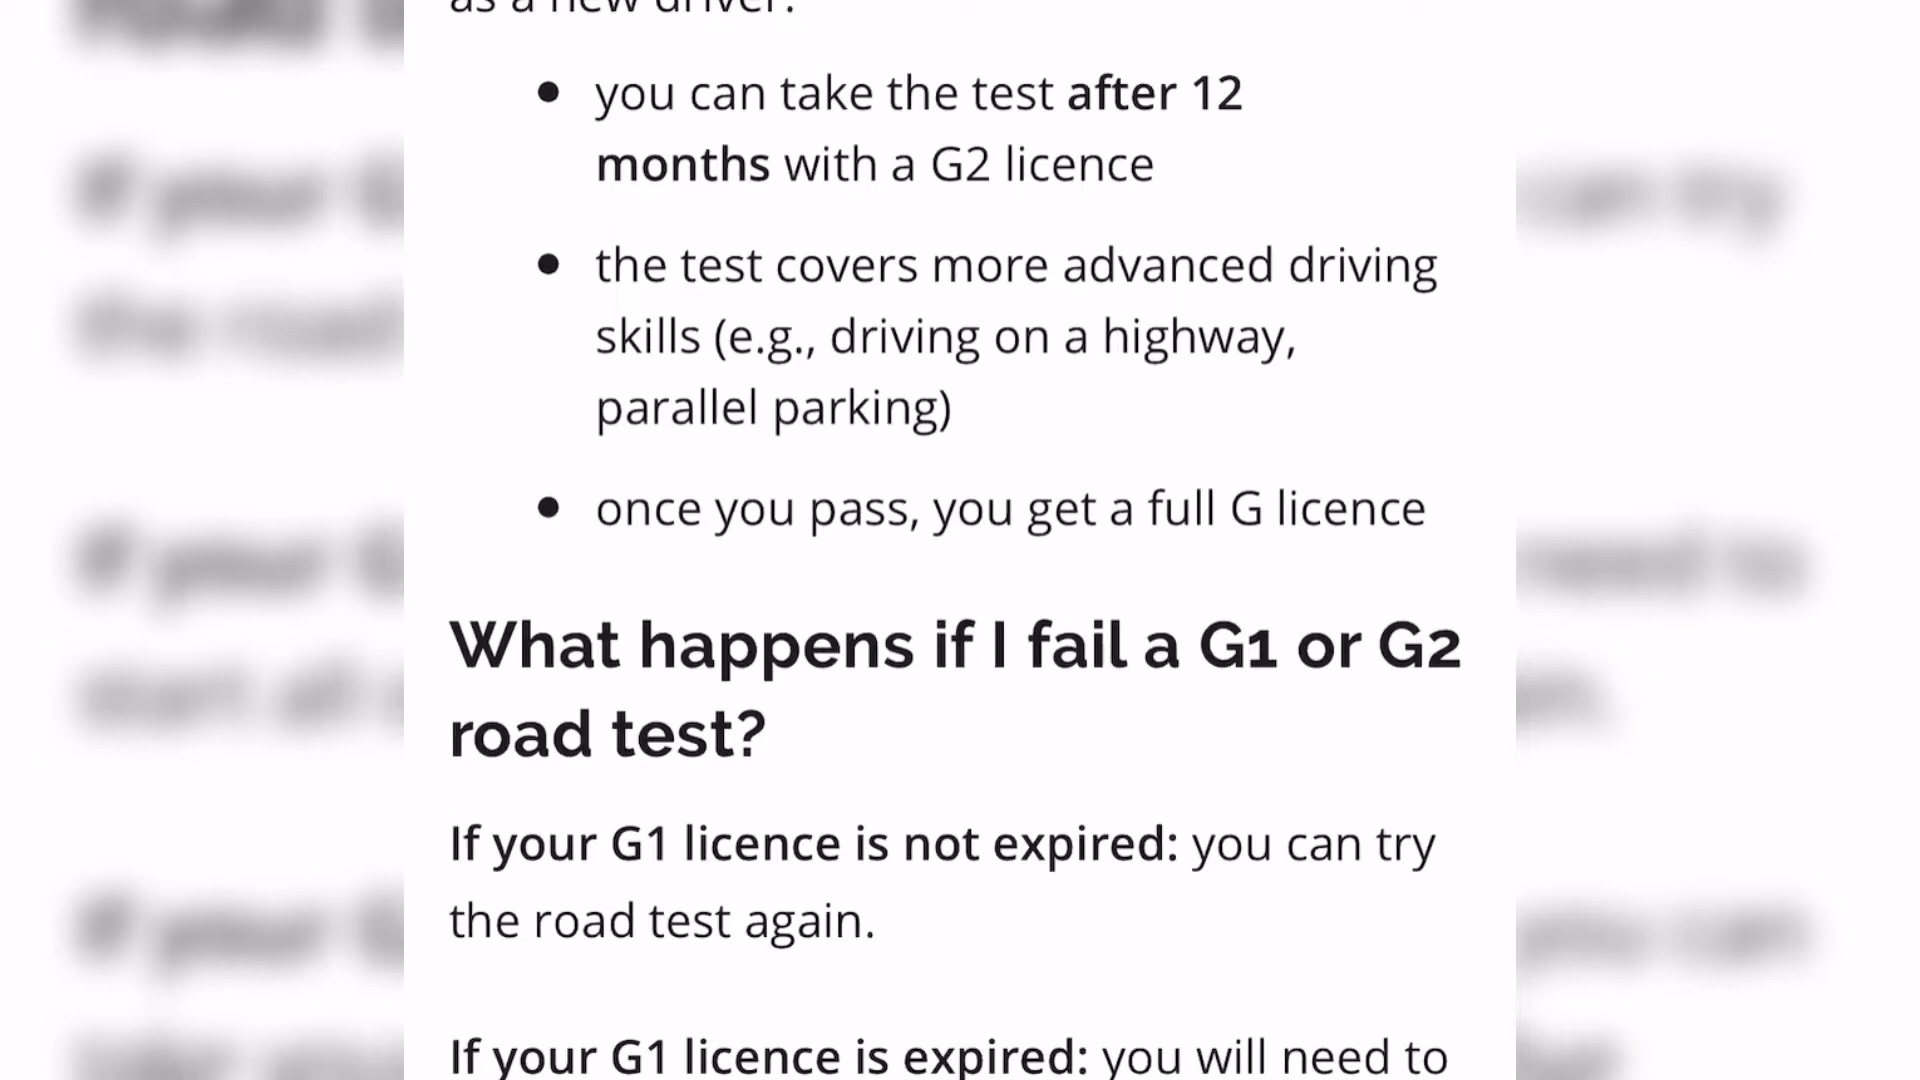 as a new driver.
you can take the test after 12
months with a G2 licence
the test covers more advanced driving
skills (e.g., driving on a highway,
parallel parking)
once you pass, you get a full G licence
What happens if I fail a G1 or G2
road test?
If your G1 licence is not expired: you can try
the road test again.
If your G1 licence is expired: you will need to